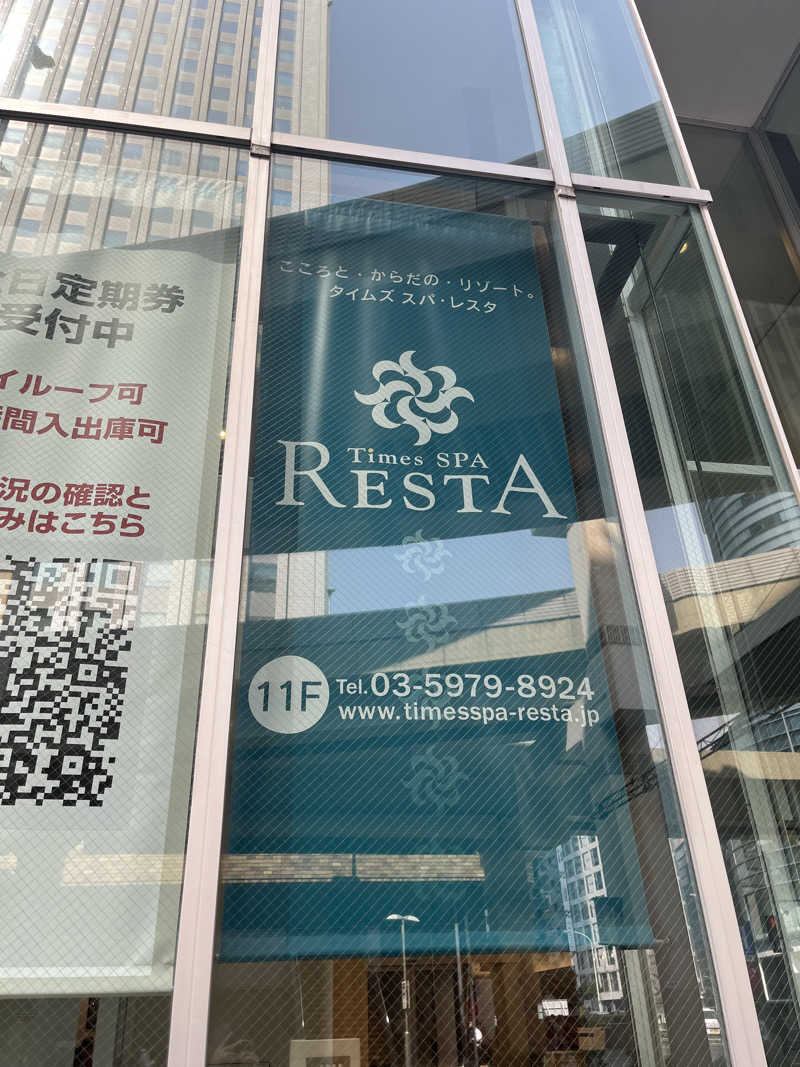 日定期券
受付中
イルーフ可
間入出庫可
況の確認と
みはこちら
こころと・からだの・リゾート。
タイムズ スパ・レスタ
Times SPA
RESTA
11F
Tel.03-5979-8924
www.timesspa-resta.jp